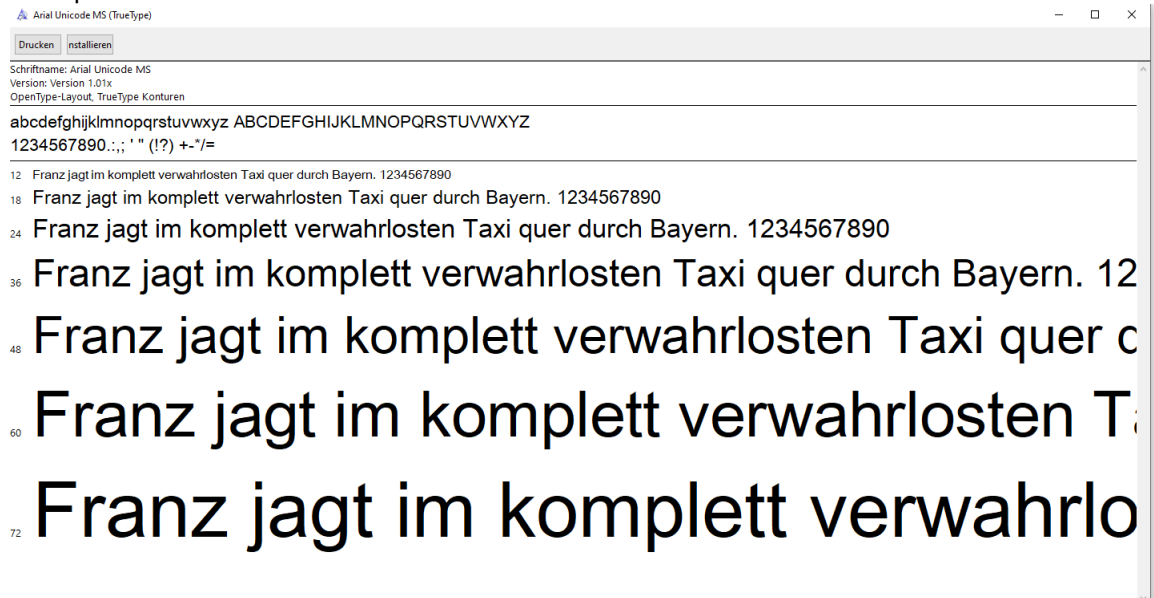 Arial Unicode MS (TrueType)
Drucken nstallieren
Schriftname: Arial Unicode MS
Version: Version 1.01x
OpenType-Layout, TrueType Konturen
abcdefghijklmnopqrstuvwxyz ABCDEFGHIJKLMNOPQRSTUVWXYZ
1234567890.:,; ' " (!?) +-*/=
12 Franz jagt im komplett verwahrlosten Taxi quer durch Bayern. 1234567890
18 Franz jagt im komplett verwahrlosten Taxi quer durch Bayern. 1234567890
24 Franz jagt im komplett verwahrlosten Taxi quer durch Bayern. 1234567890
36 Franz jagt im komplett verwahrlosten Taxi quer durch Bayern. 12
48 Franz jagt im komplett verwahrlosten Taxi quer
60 Franz jagt im komplett verwahrlosten
72 Franz jagt im komplett verwahrlo